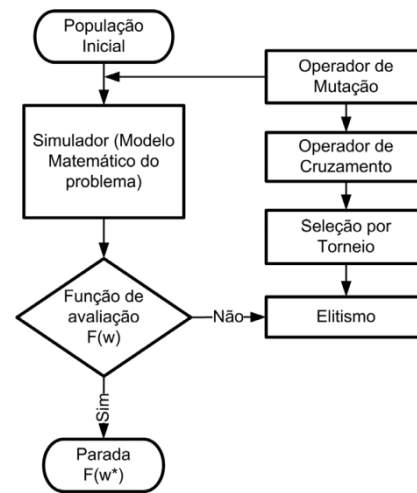 População
Inicial
Simulador (Modelo
Matemático do
problema)
Função de
avaliação
F(w)
Não
Sim
Parada
F(w*)
Operador de
Mutação
Operador de
Cruzamento
Seleção por
Torneio
Elitismo